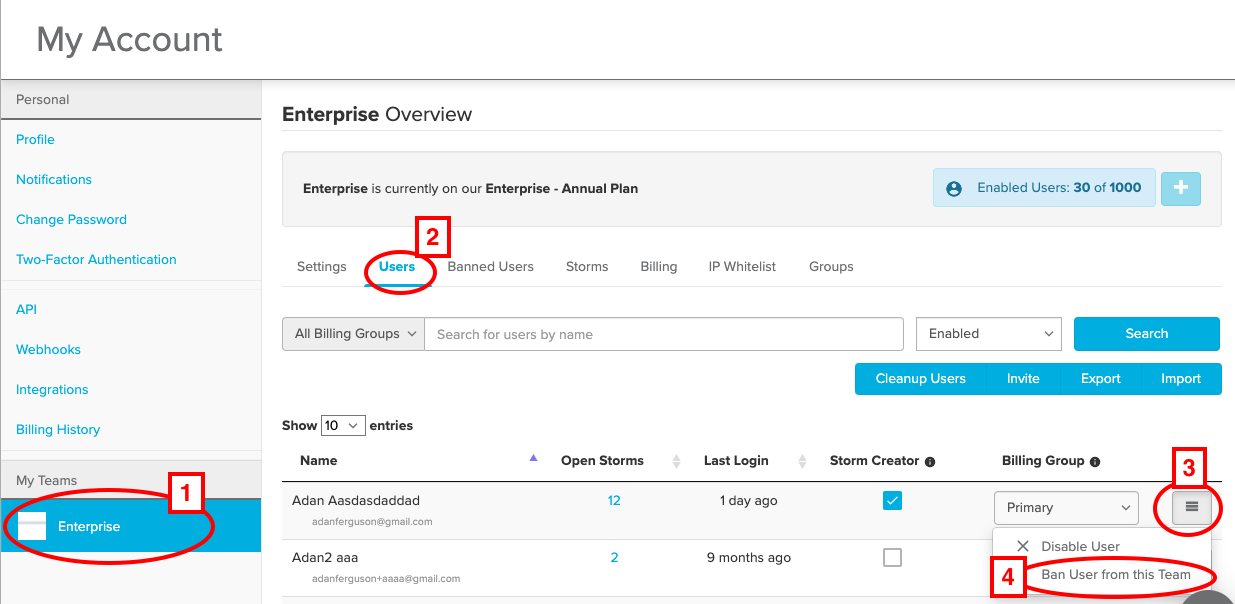 My Account
Personal
Profile
Notifications
Change Password
Two-Factor Authentication
API
Webhooks
Integrations
Billing History
My Teams
1
Enterprise
Enterprise Overview
Enterprise is currently on our Enterprise - Annual Plan
Enabled Users: 30 of 1000
+
2
Settings Users Banned Users Storms Billing IP Whitelist Groups
All Billing Groups Search for users by name Enabled Search
Cleanup Users Invite Export Import
Show 10 entries
Name Open Storms Last Login Storm Creator Billing Group
3
Adan Aasdasdaddad 12 1 day ago Primary
adanferguson@gmail.com
Disable User
Adan2 aaa 2 9 months ago
adanferguson+aaaa@gmail.com
4 Ban User from this Team